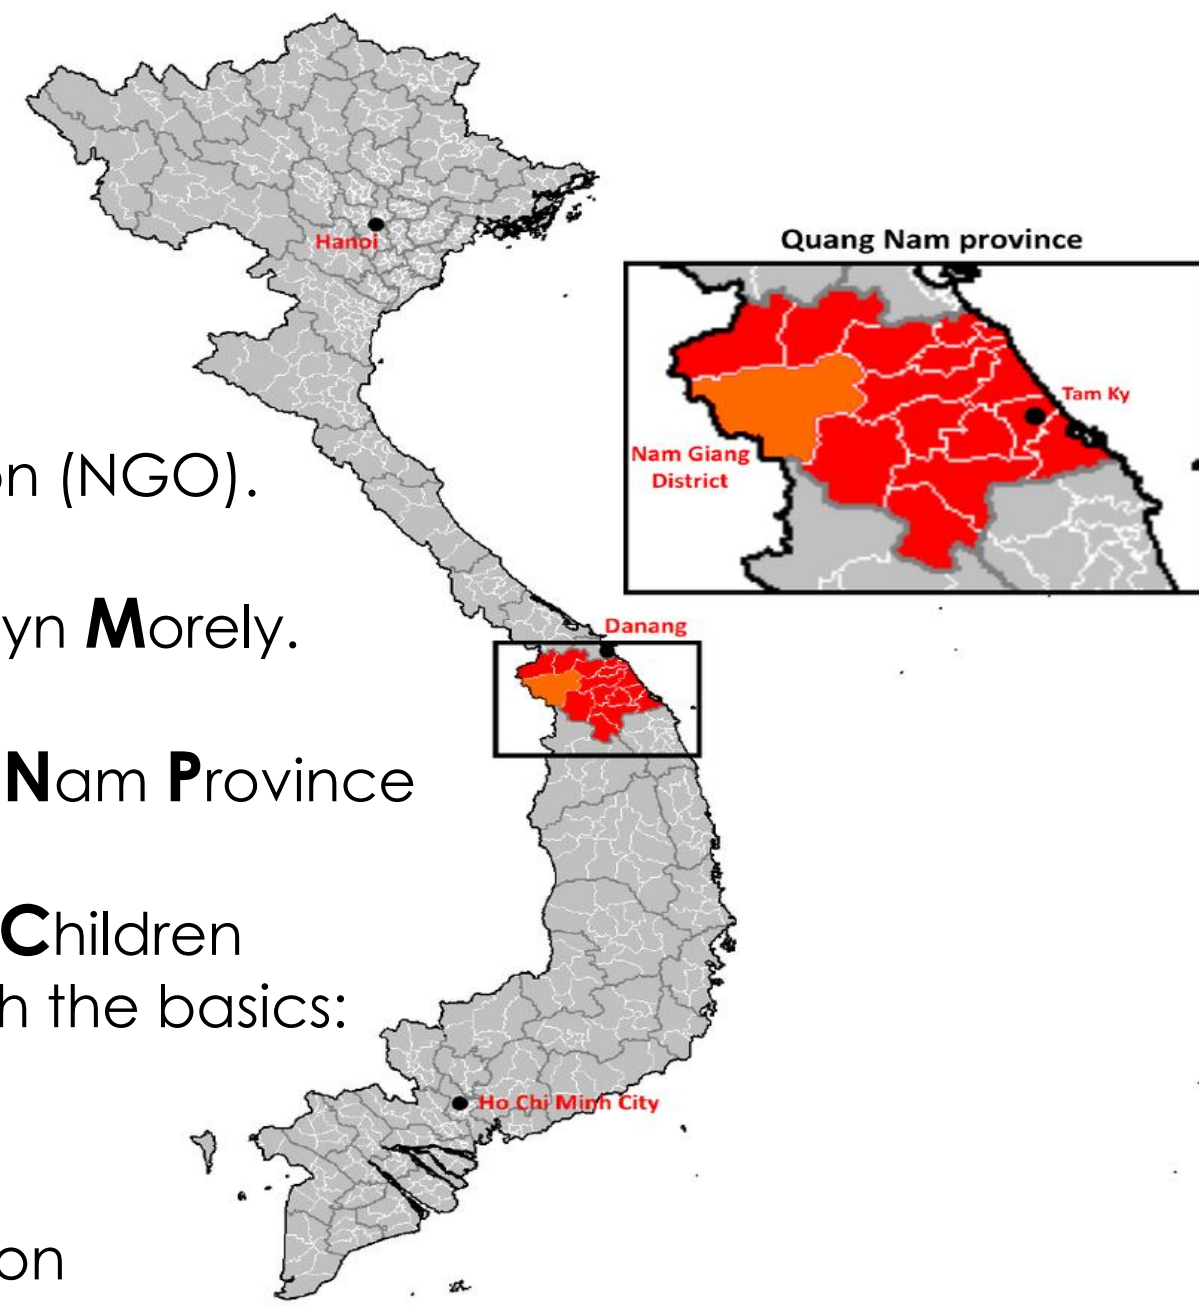 Hanoi
Quang Nam province
Tam Ky
Nam Giang
District
on (NGO).
yn Morely.
Danang
Nam Province
Children
h the basics:
Ho Chi Minh City
on